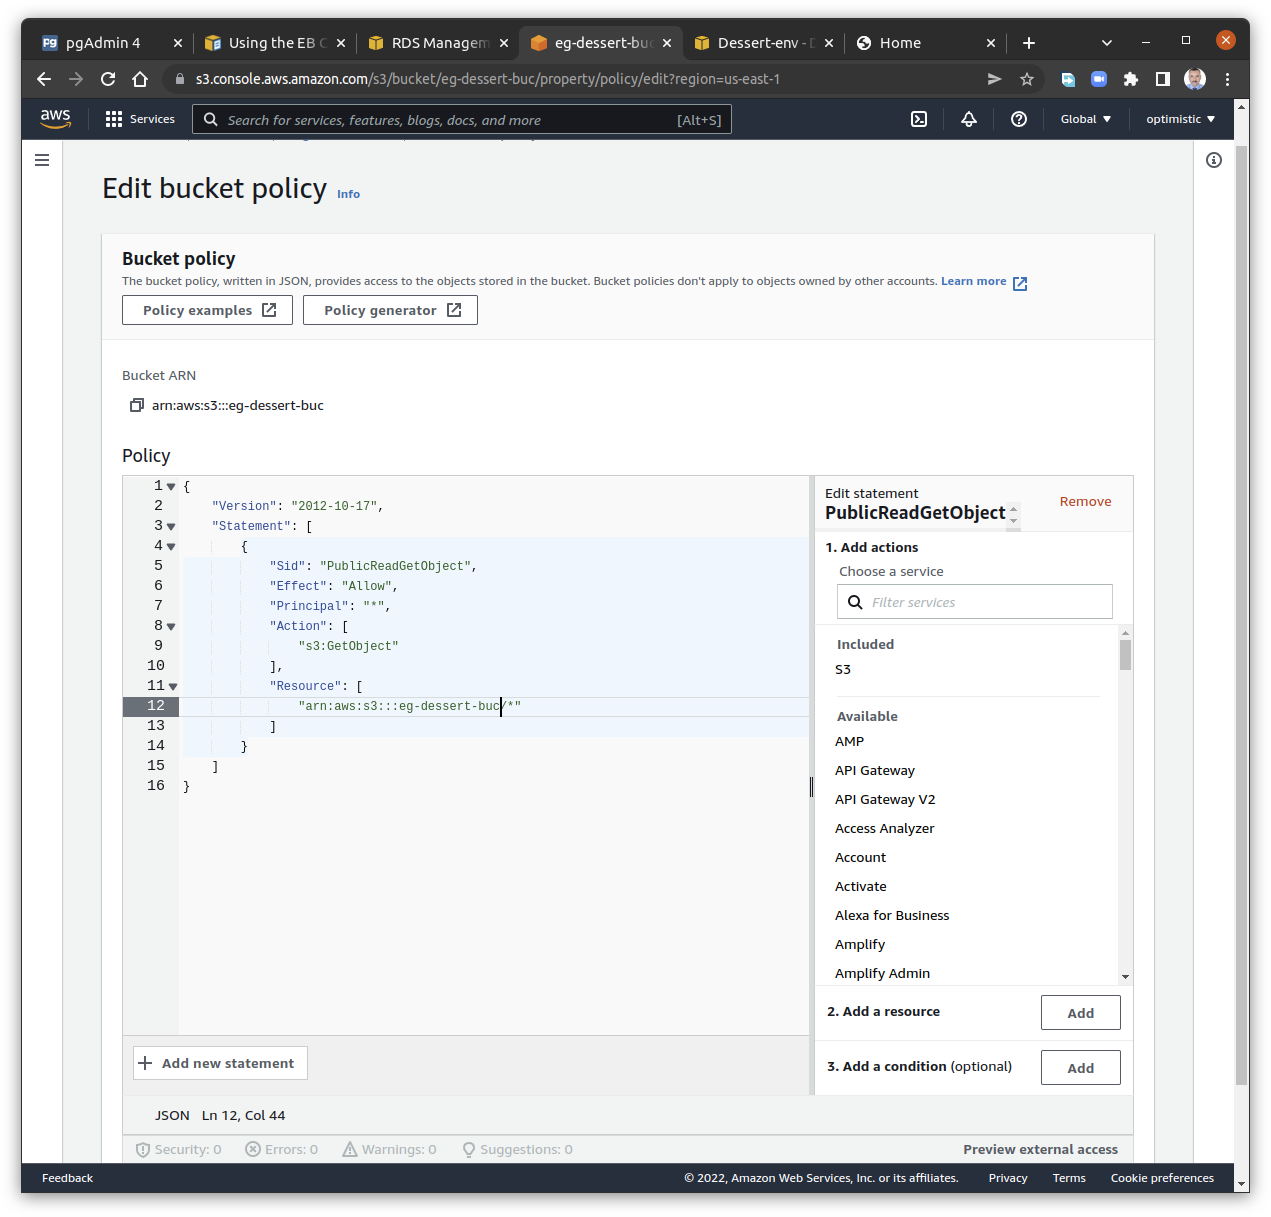 pgAdmin 4
Using the EB C
RDS Managem
eg-dessert-buc
Dessert-env - D
Home
s3.console.aws.amazon.com/s3/bucket/eg-dessert-buc/property/policy/edit?region=us-east-1
aws
Services
Search for services, features, blogs, docs, and more
[Alt+S]
Global
optimistic
Edit bucket policy
Info
Bucket policy
The bucket policy, written in JSON, provides access to the objects stored in the bucket. Bucket policies don't apply to objects owned by other accounts. Learn more
Policy examples
Policy generator
Bucket ARN
arn:aws:s3:::eg-dessert-buc
Policy
1 {
2     "Version": "2012-10-17",
3     "Statement": [
4         {
5             "Sid": "PublicReadGetObject",
6             "Effect": "Allow",
7             "Principal": "*",
8             "Action": [
9                 "s3:GetObject"
10             ],
11             "Resource": [
12                 "arn:aws:s3:::eg-dessert-buc/*"
13             ]
14         }
15     ]
16 }
Add new statement
JSON Ln 12, Col 44
Edit statement
PublicReadGetObject
Remove
1. Add actions
Choose a service
Filter services
Included
S3
Available
AMP
API Gateway
API Gateway V2
Access Analyzer
Account
Activate
Alexa for Business
Amplify
Amplify Admin
2. Add a resource
Add
3. Add a condition (optional)
Add
Security: 0
Errors: 0
Warnings: 0
Suggestions: 0
Preview external access
Feedback
© 2022, Amazon Web Services, Inc. or its affiliates.
Privacy
Terms
Cookie preferences